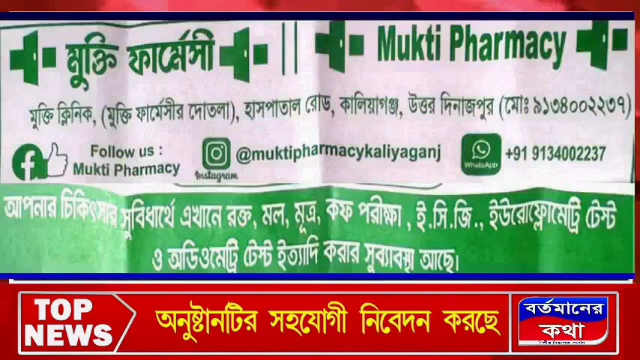 মুক্তি ফার্মেসী || Mukti Pharmacy
মুক্তি ক্লিনিক, (মুক্তি ফার্মেসীর দোতলা), হাসপাতাল রোড, কালিয়াগঞ্জ, উত্তর দিনাজপুর (মোঃ ৯১৩৪০০২২৩৭)
Follow us :
Mukti Pharmacy
Instagram
@muktipharmacykaliyaganj
WhatsApp
+91 9134002237
আপনার চিকিৎসার সুবিধার্থে এখানে রক্ত, মল, মূত্র, কফ পরীক্ষা , ই.সি.জি., ইউরোফ্লোমেট্রি টেস্ট
ও অডিওমেট্রি টেস্ট ইত্যাদি করার সুব্যাবস্থা আছে।
TOP
NEWS
অনুষ্টানটির সহযোগী নিবেদন করছে
বর্তমানের
কথা